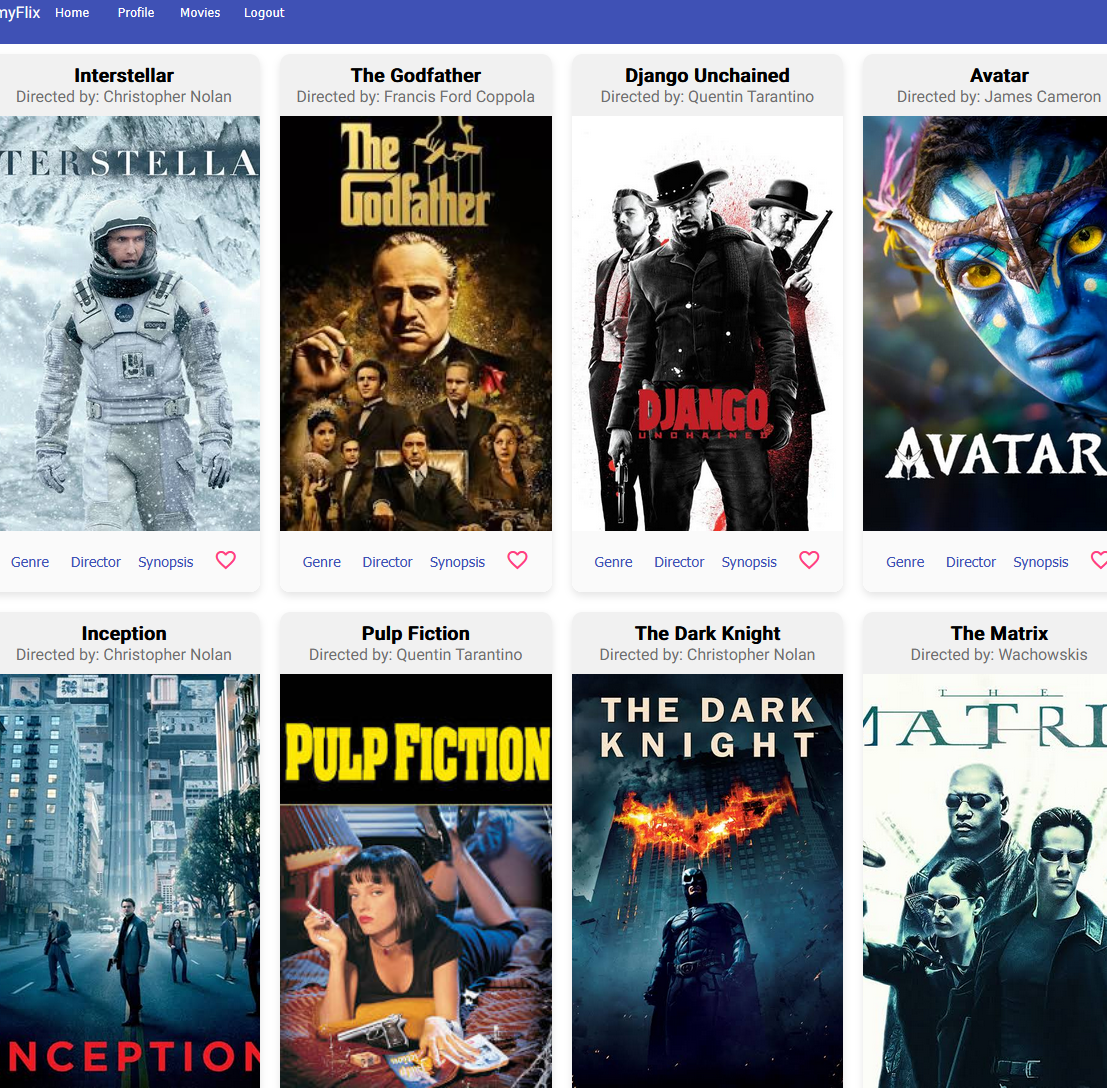 myFlix Home Profile Movies Logout
Interstellar
Directed by: Christopher Nolan
TERSTELLA
COOPER
Genre Director Synopsis
The Godfather
Directed by: Francis Ford Coppola
The
Godfather
Genre Director Synopsis
Django Unchained
Directed by: Quentin Tarantino
DJANGO
UNCHAINED
Genre Director Synopsis
Avatar
Directed by: James Cameron
AVATAR
Genre Director Synopsis
Inception
Directed by: Christopher Nolan
NCEPTION
Pulp Fiction
Directed by: Quentin Tarantino
PULP FICTION
The Dark Knight
Directed by: Christopher Nolan
THE DARK
KNIGHT
The Matrix
Directed by: Wachowskis
THE
MATRI